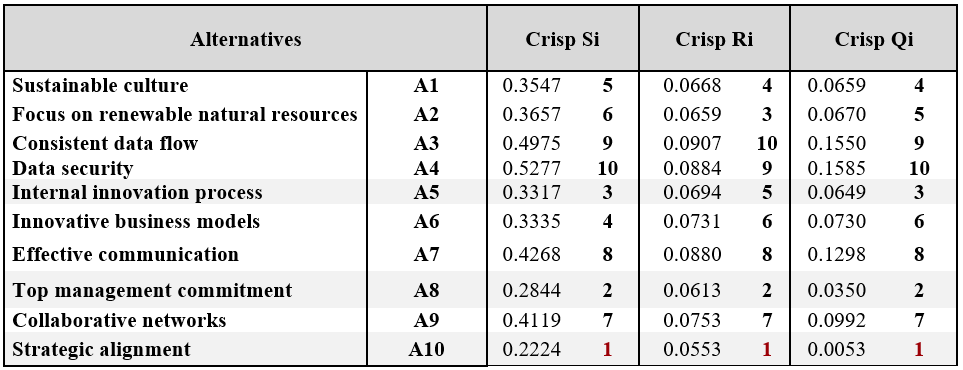 Alternatives Crisp Si Crisp Ri Crisp Qi
Sustainable culture A1 0.3547 5 0.0668 4 0.0659 4
Focus on renewable natural resources A2 0.3657 6 0.0659 3 0.0670 5
Consistent data flow A3 0.4975 9 0.0907 10 0.1550 9
Data security A4 0.5277 10 0.0884 9 0.1585 10
Internal innovation process A5 0.3317 3 0.0694 5 0.0649 3
Innovative business models A6 0.3335 4 0.0731 6 0.0730 6
Effective communication A7 0.4268 8 0.0880 8 0.1298 8
Top management commitment A8 0.2844 2 0.0613 2 0.0350 2
Collaborative networks A9 0.4119 7 0.0753 7 0.0992 7
Strategic alignment A10 0.2224 1 0.0553 1 0.0053 1